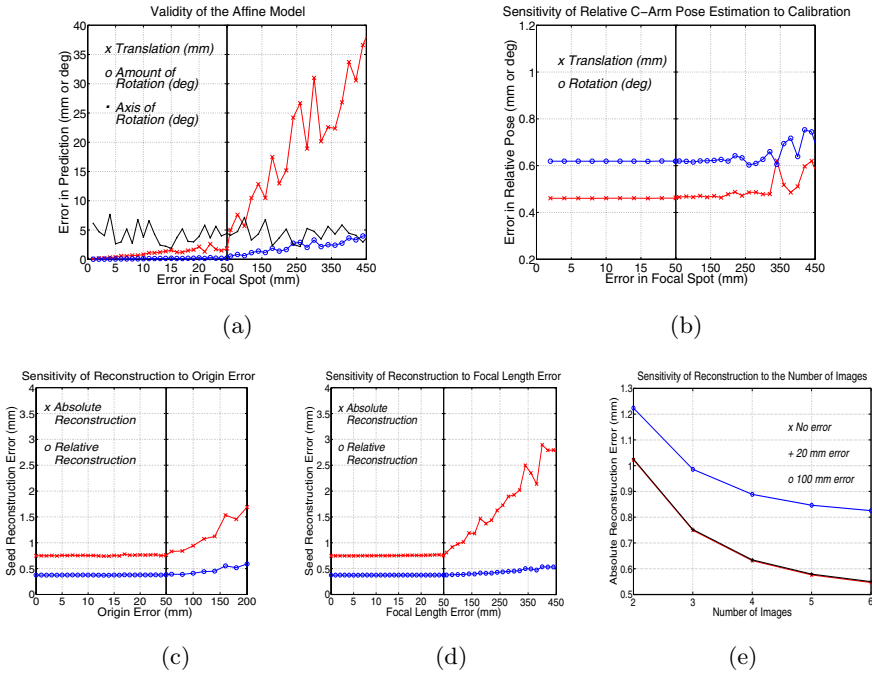 Validity of the Affine Model
Error in Prediction (mm or deg)
40
35
30
25
20
15
10
5
0
x Translation (mm)
o Amount of
Rotation (deg)
· Axis of
Rotation (deg)
0 5 10 15 20 50 150 250 350 450
Error in Focal Spot (mm)
(a)
Sensitivity of Relative C-Arm Pose Estimation to Calibration
Error in Relative Pose (mm or deg)
1.2
1
0.8
0.6
0.4
0.2
x Translation (mm)
o Rotation (deg)
0 5 10 15 20 50 150 250 350 450
Error in Focal Spot (mm)
(b)
Sensitivity of Reconstruction to Origin Error
Seed Reconstruction Error (mm)
4
3.5
3
2.5
2
1.5
1
0.5
0
x Absolute
Reconstruction
o Relative
Reconstruction
0 5 10 15 20 50 100 150 200
Origin Error (mm)
(c)
Sensitivity of Reconstruction to Focal Length Error
Seed Reconstruction Error (mm)
4
3.5
3
2.5
2
1.5
1
0.5
0
x Absolute
Reconstruction
o Relative
Reconstruction
0 5 10 15 20 50 150 250 350 450
Focal Length Error (mm)
(d)
Sensitivity of Reconstruction to the Number of Images
Absolute Reconstruction Error (mm)
1.3
1.2
1.1
1
0.9
0.8
0.7
0.6
0.5
x No error
+ 20 mm error
o 100 mm error
2 3 4 5 6
Number of Images
(e)